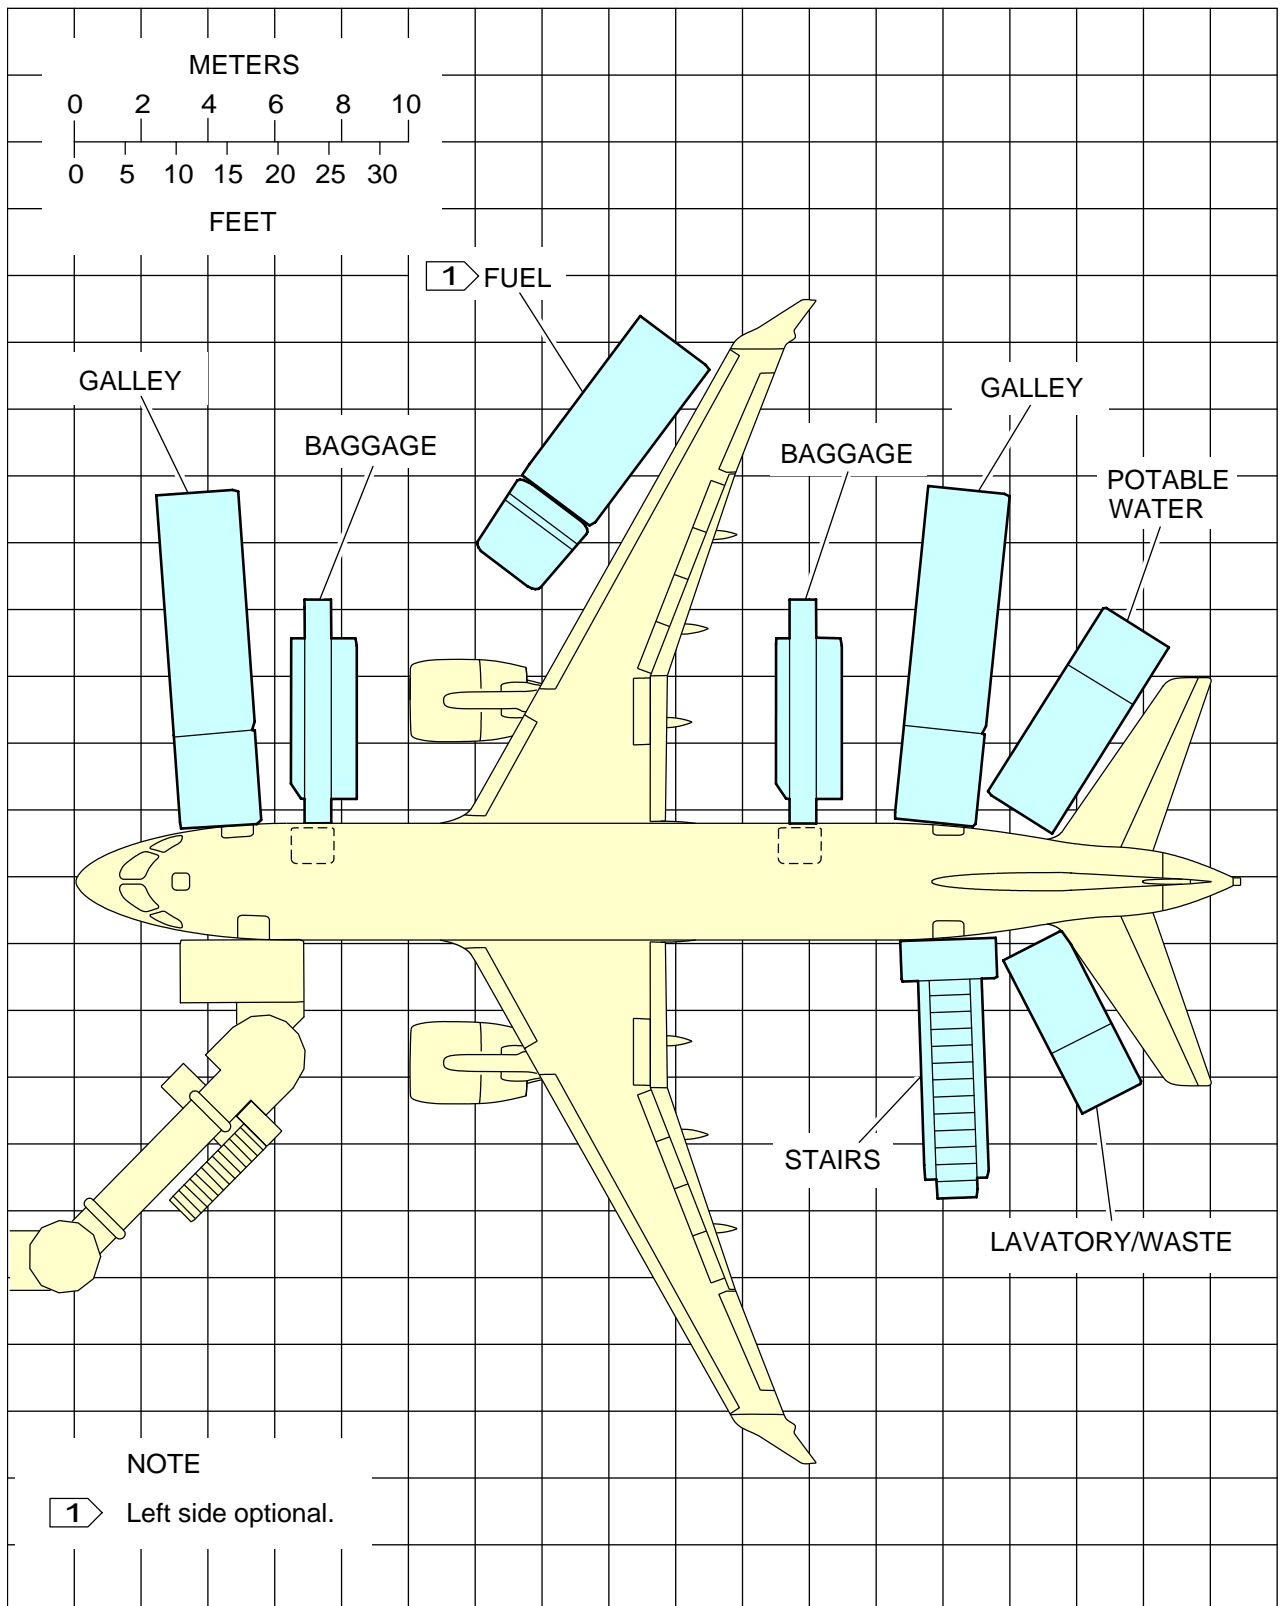 METERS
0 2 4 6 8 10
0 5 10 15 20 25 30
FEET
1 FUEL
GALLEY
GALLEY
BAGGAGE
BAGGAGE
POTABLE
WATER
STAIRS
LAVATORY/WASTE
NOTE
1 Left side optional.